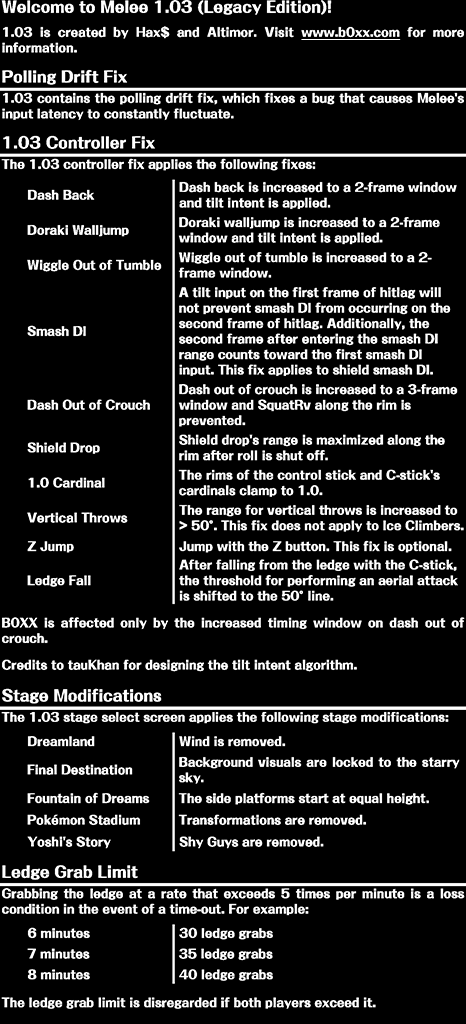 Welcome to Melee 1.03 (Legacy Edition)!
1.03 is created by Hax$ and Altimor. Visit www.b0xx.com for more
information.
Polling Drift Fix
1.03 contains the polling drift fix, which fixes a bug that causes Melee's
input latency to constantly fluctuate.
1.03 Controller Fix
The 1.03 controller fix applies the following fixes:
Dash Back
Dash back is increased to a 2-frame window
and tilt intent is applied.
Doraki Walljump
Doraki walljump is increased to a 2-frame
window and tilt intent is applied.
Wiggle Out of Tumble
Wiggle out of tumble is increased to a 2-
frame window.
Smash DI
A tilt input on the first frame of hitlag will
not prevent smash DI from occurring on the
second frame of hitlag. Additionally, the
second frame after entering the smash DI
range counts toward the first smash DI
input. This fix applies to shield smash DI.
Dash Out of Crouch
Dash out of crouch is increased to a 3-frame
window and SquatRv along the rim is
prevented.
Shield Drop
Shield drop's range is maximized along the
rim after roll is shut off.
1.0 Cardinal
The rims of the control stick and C-stick's
cardinals clamp to 1.0.
Vertical Throws
The range for vertical throws is increased to
> 50°. This fix does not apply to Ice Climbers.
Z Jump
Jump with the Z button. This fix is optional.
Ledge Fall
After falling from the ledge with the C-stick,
the threshold for performing an aerial attack
is shifted to the 50° line.
B0XX is affected only by the increased timing window on dash out of
crouch.
Credits to tauKhan for designing the tilt intent algorithm.
Stage Modifications
The 1.03 stage select screen applies the following stage modifications:
Dreamland
Wind is removed.
Final Destination
Background visuals are locked to the starry
sky.
Fountain of Dreams
The side platforms start at equal height.
Pokémon Stadium
Transformations are removed.
Yoshi's Story
Shy Guys are removed.
Ledge Grab Limit
Grabbing the ledge at a rate that exceeds 5 times per minute is a loss
condition in the event of a time-out. For example:
6 minutes
30 ledge grabs
7 minutes
35 ledge grabs
8 minutes
40 ledge grabs
The ledge grab limit is disregarded if both players exceed it.